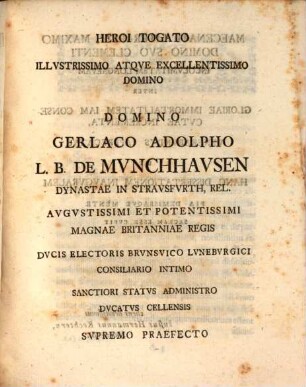 HEROI TOGATO
ILLVSTRISSIMO ATQVE EXCELLENTISSIMO
DOMINO
DOMINO
GERLACO ADOLPHO
L. B. DE MVNCHHAVSEN
DYNASTAE IN STRAVSFVRTH, REL.
AVGVSTISSIMI ET POTENTISSIMI
MAGNAE BRITANNIAE REGIS
DVCIS ELECTORIS BRVNSVICO LVNEBVRGICI
CONSILIARIO INTIMO
SANCTIORI STATVS ADMINISTRO
DVCATVS CELLENSIS
SVPREMO PRAEFECTO